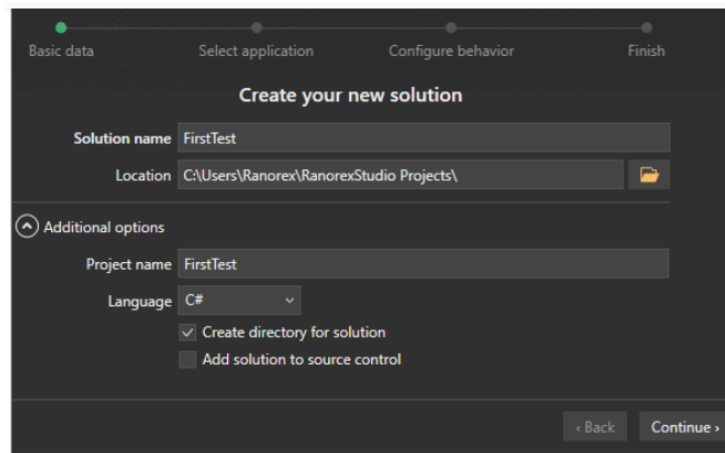 Basic data Select application Configure behavior Finish
Create your new solution
Solution name FirstTest
Location C:\Users\Ranorex\RanorexStudio Projects\
Additional options
Project name FirstTest
Language C#
Create directory for solution
Add solution to source control
‹ Back Continue ›